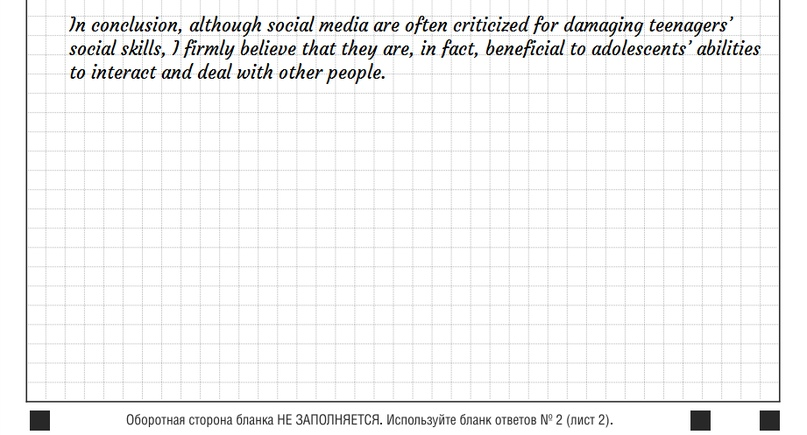 In conclusion, although social media are often criticized for damaging teenagers’
social skills, I firmly believe that they are, in fact, beneficial to adolescents’ abilities
to interact and deal with other people.
Оборотная сторона бланка НЕ ЗАПОЛНЯЕТСЯ. Используйте бланк ответов № 2 (лист 2).